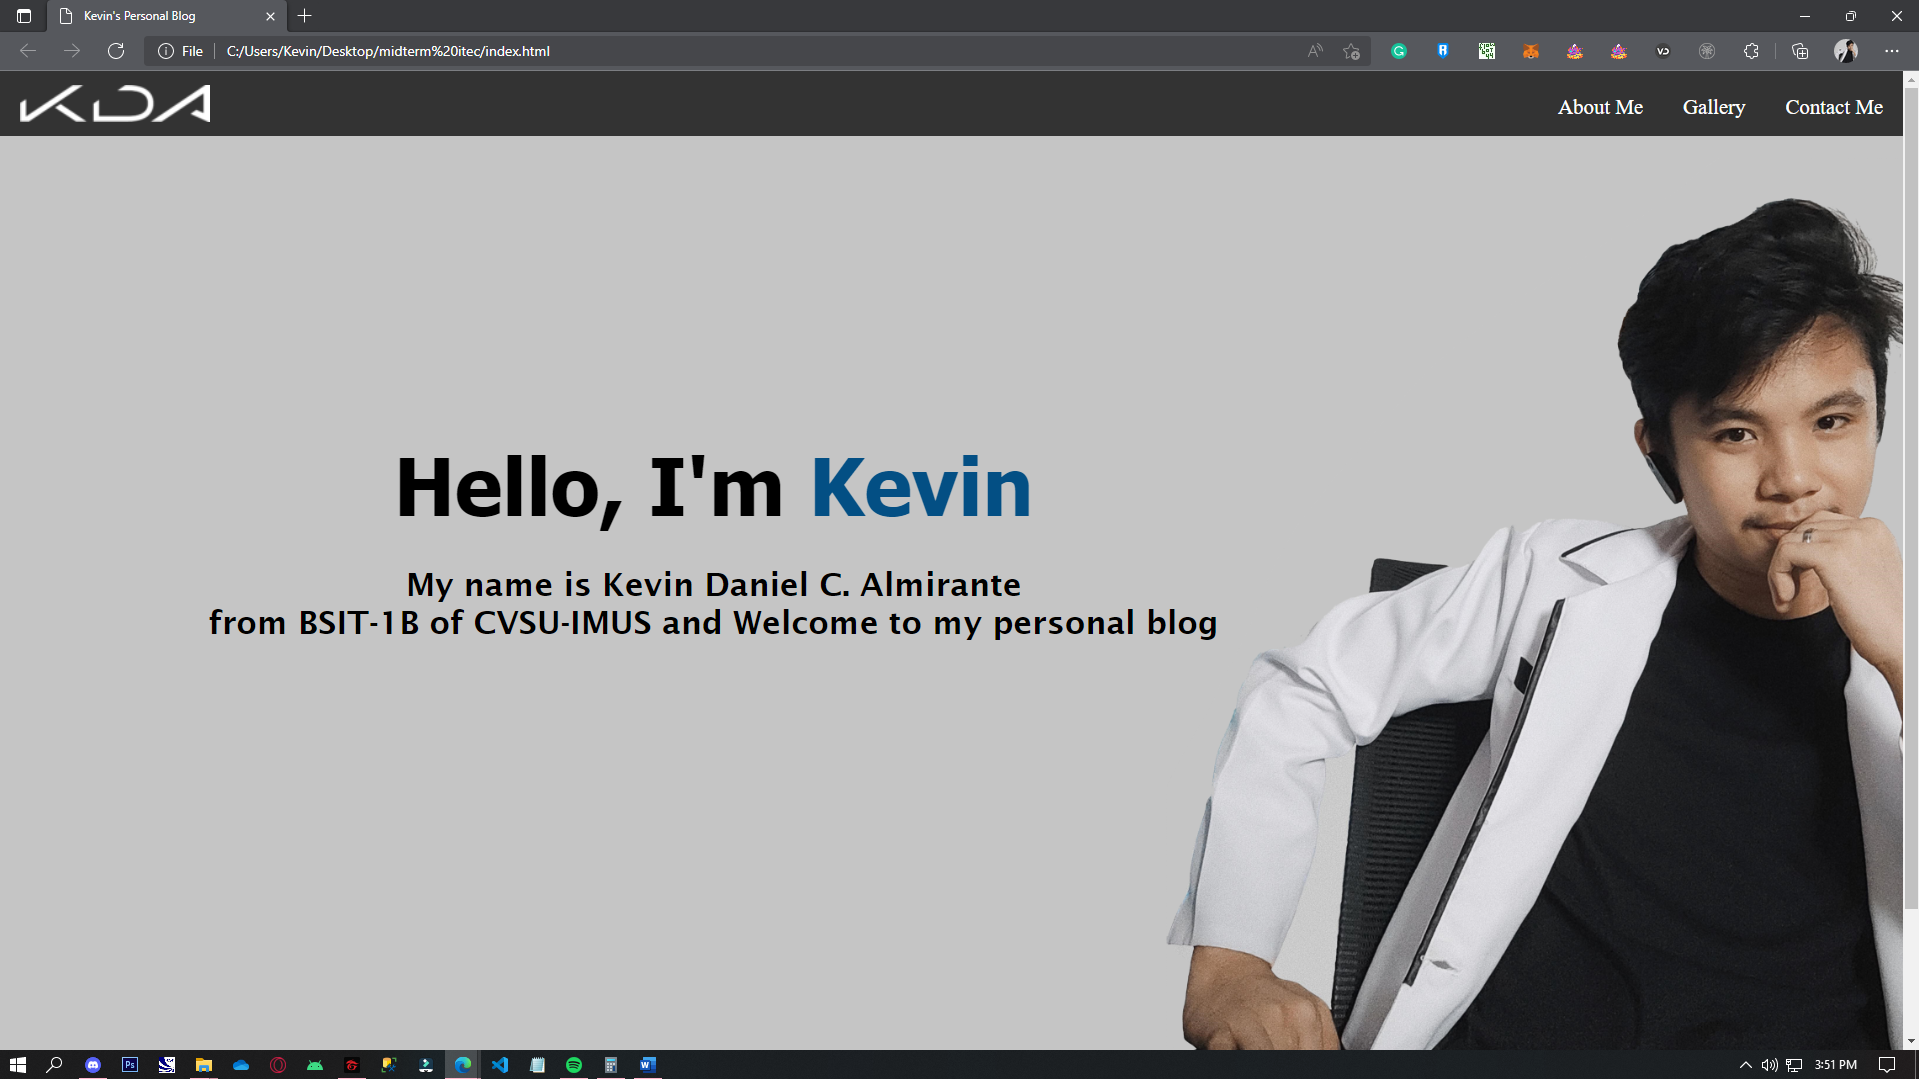 Kevin's Personal Blog
File
C:/Users/Kevin/Desktop/midterm%20itec/index.html
KDA
About Me
Gallery
Contact Me
Hello, I'm Kevin
My name is Kevin Daniel C. Almirante
from BSIT-1B of CVSU-IMUS and Welcome to my personal blog
Ps
3:51 PM